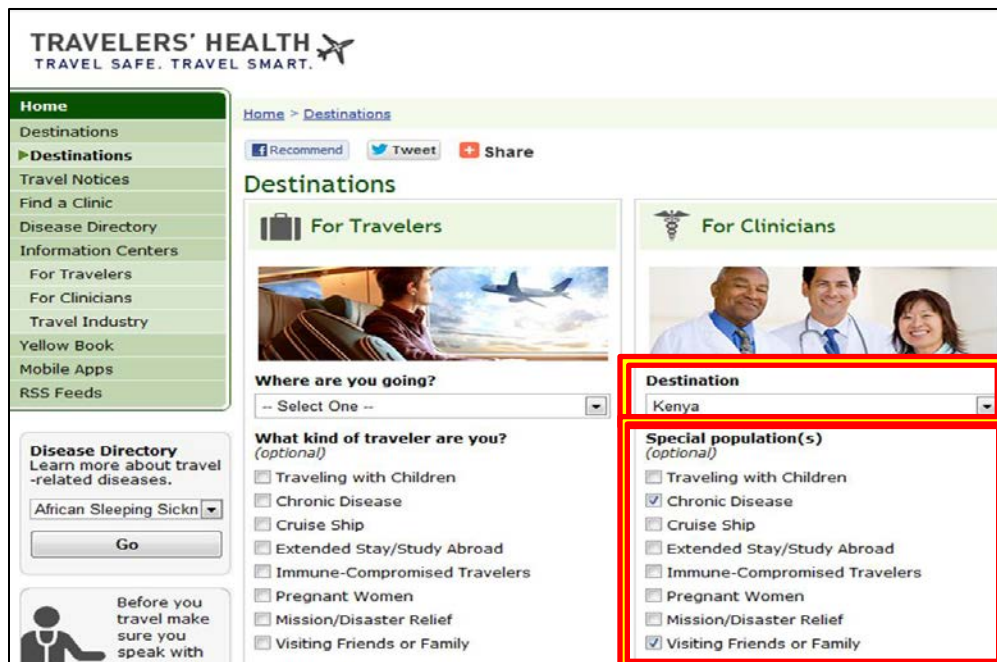 TRAVELERS' HEALTH
TRAVEL SAFE. TRAVEL SMART.
Home
Destinations
Destinations
Travel Notices
Find a Clinic
Disease Directory
Information Centers
For Travelers
For Clinicians
Travel Industry
Yellow Book
Mobile Apps
RSS Feeds
Disease Directory
Learn more about travel
-related diseases.
African Sleeping Sickn
Go
Before you
travel make
sure you
speak with
Home > Destinations
Recommend Tweet Share
Destinations
For Travelers
Where are you going?
-- Select One --
What kind of traveler are you?
(optional)
Traveling with Children
Chronic Disease
Cruise Ship
Extended Stay/Study Abroad
Immune-Compromised Travelers
Pregnant Women
Mission/Disaster Relief
Visiting Friends or Family
For Clinicians
Destination
Kenya
Special population(s)
(optional)
Traveling with Children
Chronic Disease
Cruise Ship
Extended Stay/Study Abroad
Immune-Compromised Travelers
Pregnant Women
Mission/Disaster Relief
Visiting Friends or Family